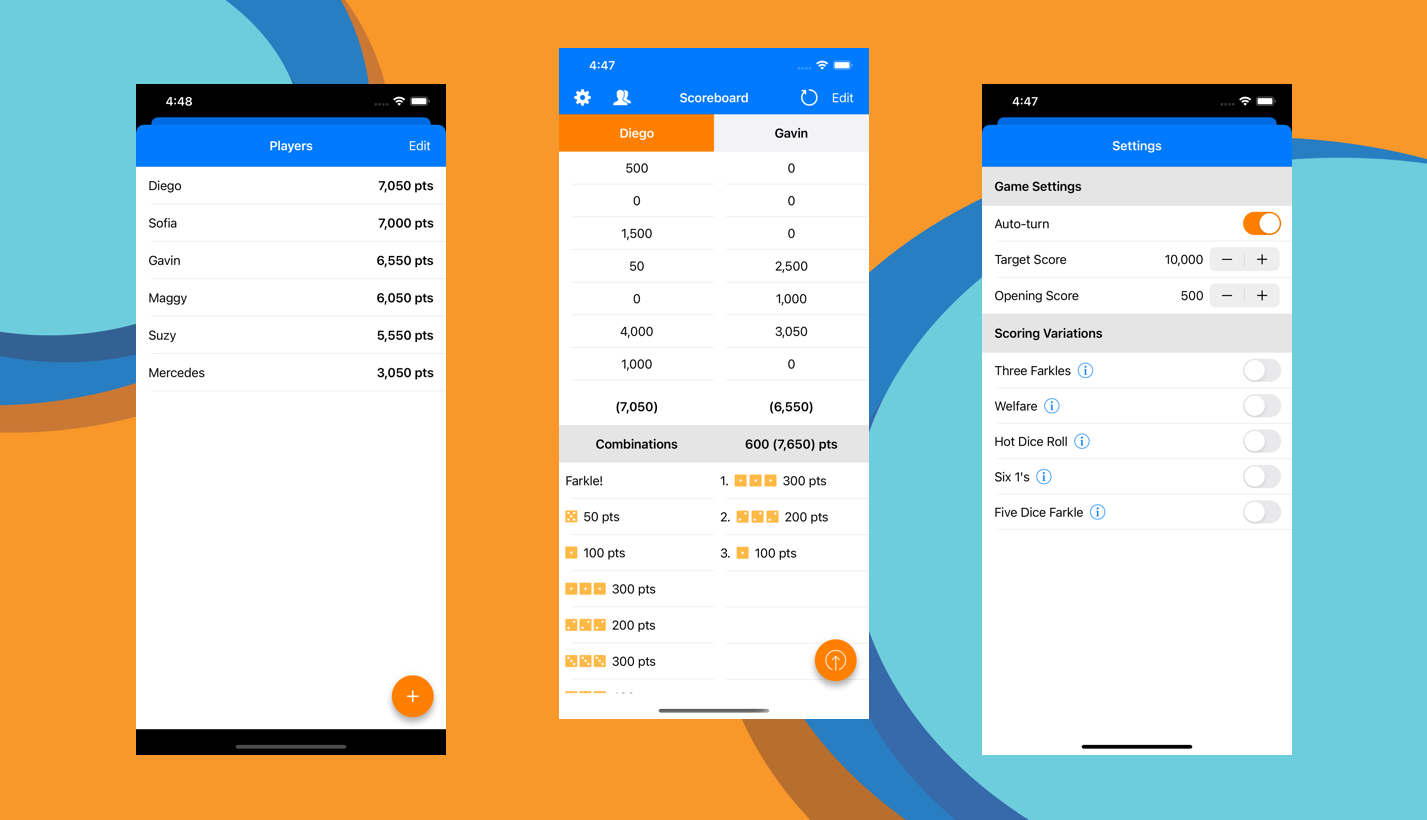 4:48
Players Edit
Diego 7,050 pts
Sofia 7,000 pts
Gavin 6,550 pts
Maggy 6,050 pts
Suzy 5,550 pts
Mercedes 3,050 pts
+
4:47
Scoreboard Edit
Diego Gavin
500 0
0 0
1,500 0
50 2,500
0 1,000
4,000 3,050
1,000 0
(7,050) (6,550)
Combinations 600 (7,650) pts
Farkle! 1. 300 pts
50 pts 2. 200 pts
100 pts 3. 100 pts
300 pts
200 pts
300 pts
4:47
Settings
Game Settings
Auto-turn
Target Score 10,000 − +
Opening Score 500 − +
Scoring Variations
Three Farkles i
Welfare i
Hot Dice Roll i
Six 1's i
Five Dice Farkle i